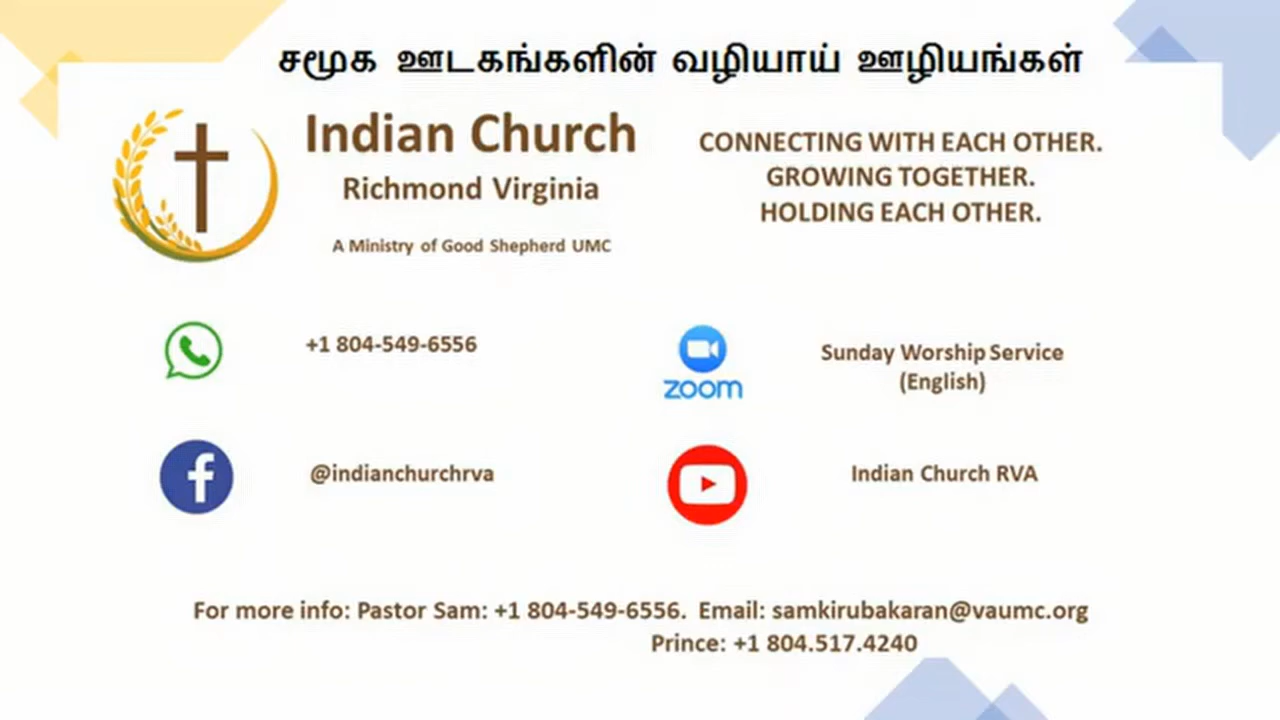 சமூக ஊடகங்களின் வழியாய் ஊழியங்கள்
Indian Church
Richmond Virginia
A Ministry of Good Shepherd UMC
CONNECTING WITH EACH OTHER.
GROWING TOGETHER.
HOLDING EACH OTHER.
+1 804-549-6556
zoom
Sunday Worship Service
(English)
@indianchurchrva
Indian Church RVA
For more info: Pastor Sam: +1 804-549-6556. Email: samkirubakaran@vaumc.org
Prince: +1 804.517.4240